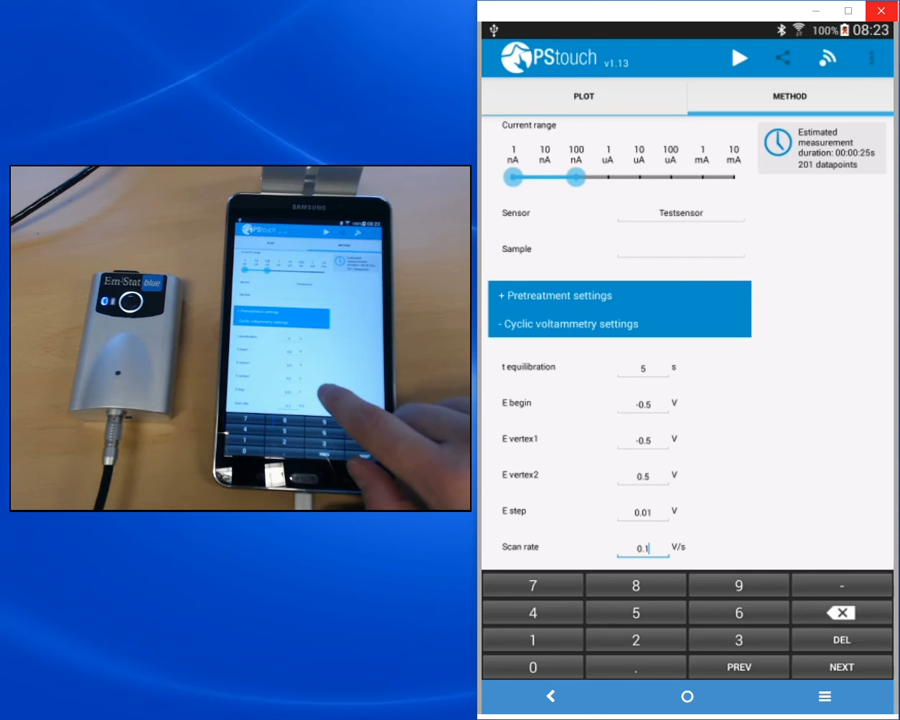 100% 08:23
PStouch v1.13
PLOT METHOD
Current range
1 nA 10 nA 100 nA 1 uA 10 uA 100 uA 1 mA 10 mA
Estimated
measurement
duration: 00:00:25s
201 datapoints
Sensor Testsensor
Sample
+ Pretreatment settings
- Cyclic voltammetry settings
t equilibration 5 s
E begin -0.5 V
E vertex1 -0.5 V
E vertex2 0.5 V
E step 0.01 V
Scan rate 0.1 V/s
7 8 9 -
4 5 6
1 2 3 DEL
0 . PREV NEXT
SAMSUNG
PStouch
EmStat blue